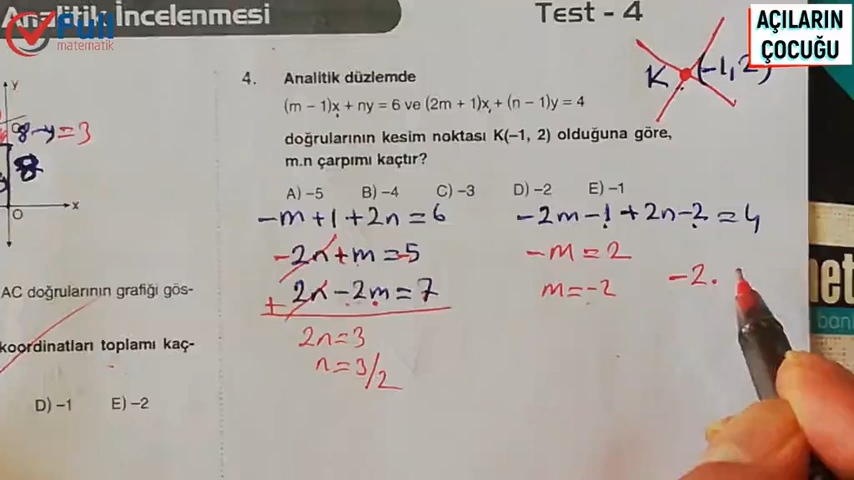 Analitik İncelenmesi
Test - 4
AÇILARIN
ÇOCUĞU
Full
matematik
K (-1, 2)
4. Analitik düzlemde
(m – 1)x + ny = 6 ve (2m + 1)x + (n – 1)y = 4
doğrularının kesim noktası K(–1, 2) olduğuna göre,
m.n çarpımı kaçtır?
A) –5 B) –4 C) –3 D) –2 E) –1
-m+1+2n=6
-2n+m=-5
2n-2m=7
+
2n=3
n=3/2
-2m-1+2n-2=4
-m=2
m=-2
-2.
y
8-y=3
x
O
AC doğrularının grafiği gös-
koordinatları toplamı kaç-
D) –1 E) –2